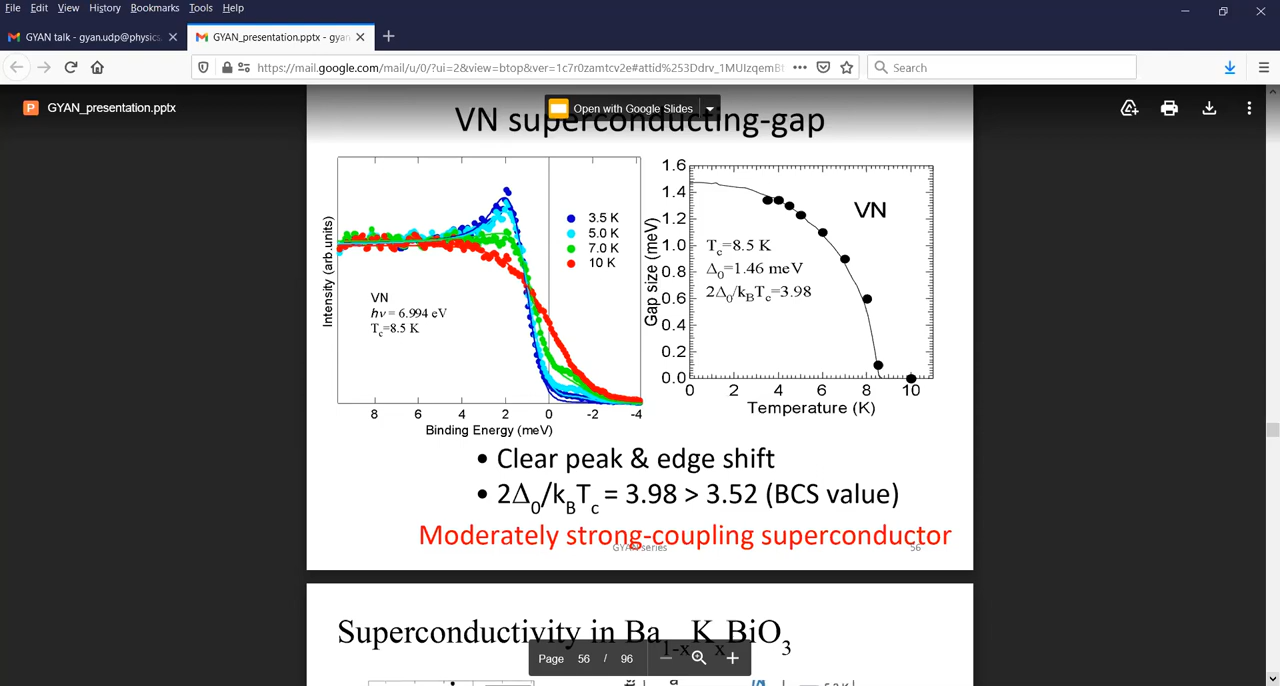 File Edit View History Bookmarks Tools Help
GYAN talk - gyan.udp@physics.
GYAN_presentation.pptx - gyan
https://mail.google.com/mail/u/0/?ui=2&view=btop&ver=1c7r0zamtcv2e#attid%253Ddrv_1MUIzqemBt
Search
GYAN_presentation.pptx
Open with Google Slides
VN superconducting-gap
Intensity (arb.units)
3.5 K
5.0 K
7.0 K
10 K
VN
hν = 6.994 eV
Tc=8.5 K
8 6 4 2 0 -2 -4
Binding Energy (meV)
Gap size (meV)
1.6
1.4
1.2
1.0
0.8
0.6
0.4
0.2
0.0
VN
Tc=8.5 K
Δ0=1.46 meV
2Δ0/kBTc=3.98
0 2 4 6 8 10
Temperature (K)
• Clear peak & edge shift
• 2Δ0/kBTc = 3.98 > 3.52 (BCS value)
Moderately strong-coupling superconductor
GYAN series
56
Superconductivity in Ba1-xKxBiO3
Page 56 / 96